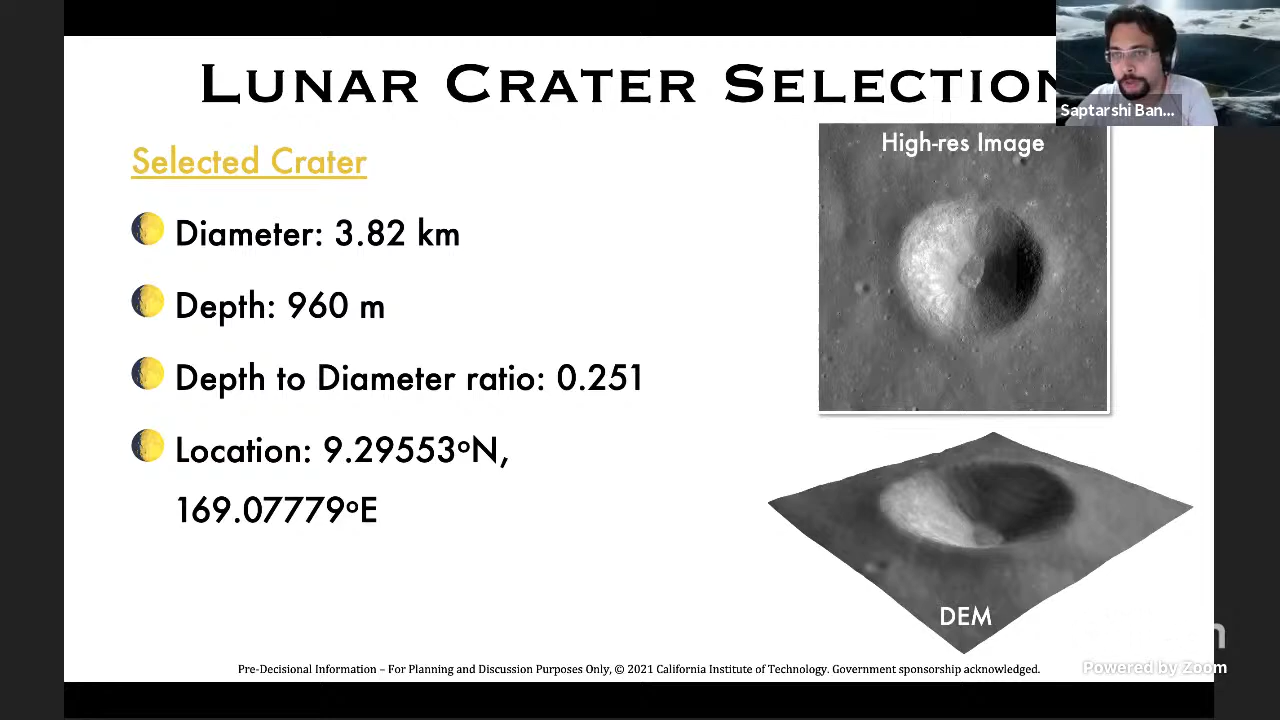 LUNAR CRATER SELECTION
Saptarshi Ban...
Selected Crater
High-res Image
Diameter: 3.82 km
Depth: 960 m
Depth to Diameter ratio: 0.251
Location: 9.29553ºN,
169.07779ºE
DEM
Pre-Decisional Information – For Planning and Discussion Purposes Only, © 2021 California Institute of Technology. Government sponsorship acknowledged.
Powered by Zoom